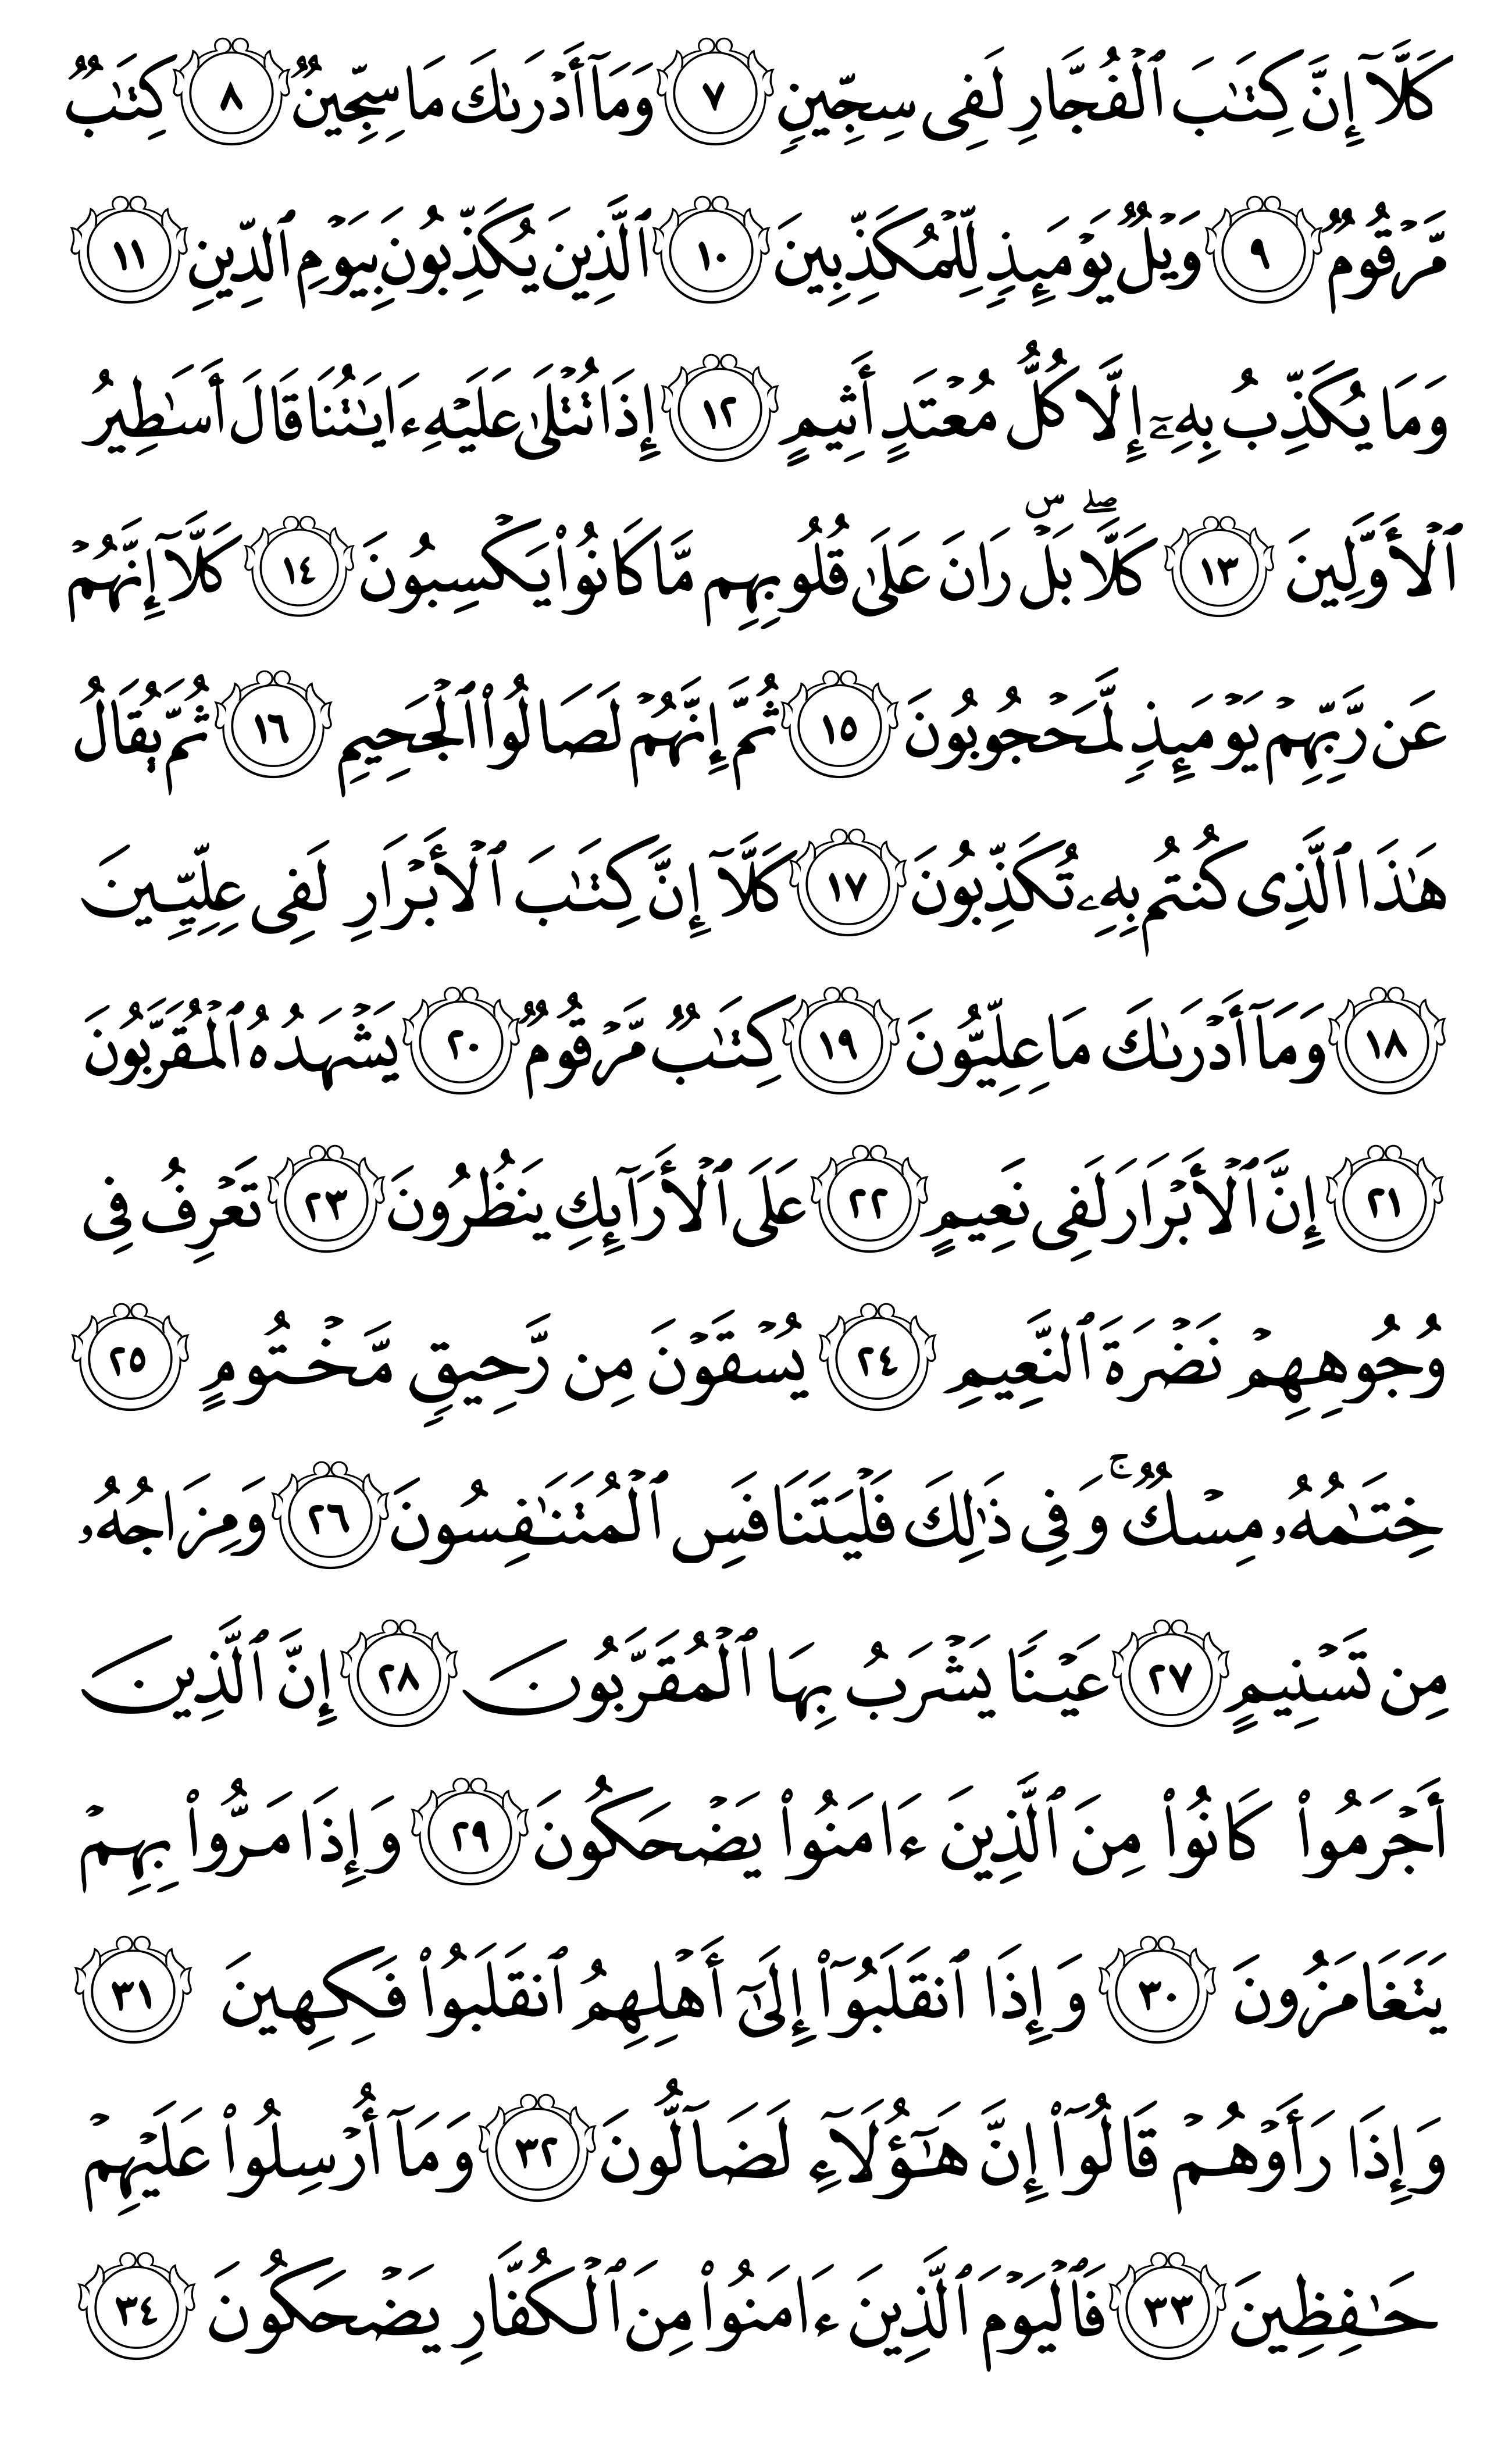 كَلَّآ إِنَّ كِتَٰبَ ٱلْفُجَّارِ لَفِى سِجِّينٍ ٧ وَمَآ أَدْرَىٰكَ مَا سِجِّينٌ ٨ كِتَٰبٌ
مَّرْقُومٌ ٩ وَيْلٌ يَوْمَئِذٍ لِّلْمُكَذِّبِينَ ١٠ ٱلَّذِينَ يُكَذِّبُونَ بِيَوْمِ ٱلدِّينِ ١١
وَمَا يُكَذِّبُ بِهِۦٓ إِلَّا كُلُّ مُعْتَدٍ أَثِيمٍ ١٢ إِذَا تُتْلَىٰ عَلَيْهِ ءَايَٰتُنَا قَالَ أَسَٰطِيرُ
ٱلْأَوَّلِينَ ١٣ كَلَّا ۖ بَلْ ۜ رَانَ عَلَىٰ قُلُوبِهِم مَّا كَانُوا۟ يَكْسِبُونَ ١٤ كَلَّآ إِنَّهُمْ
عَن رَّبِّهِمْ يَوْمَئِذٍ لَّمَحْجُوبُونَ ١٥ ثُمَّ إِنَّهُمْ لَصَالُوا۟ ٱلْجَحِيمِ ١٦ ثُمَّ يُقَالُ
هَٰذَا ٱلَّذِى كُنتُم بِهِۦ تُكَذِّبُونَ ١٧ كَلَّآ إِنَّ كِتَٰبَ ٱلْأَبْرَارِ لَفِى عِلِّيِّينَ
١٨ وَمَآ أَدْرَىٰكَ مَا عِلِّيُّونَ ١٩ كِتَٰبٌ مَّرْقُومٌ ٢٠ يَشْهَدُهُ ٱلْمُقَرَّبُونَ
٢١ إِنَّ ٱلْأَبْرَارَ لَفِى نَعِيمٍ ٢٢ عَلَى ٱلْأَرَآئِكِ يَنظُرُونَ ٢٣ تَعْرِفُ فِى
وُجُوهِهِمْ نَضْرَةَ ٱلنَّعِيمِ ٢٤ يُسْقَوْنَ مِن رَّحِيقٍ مَّخْتُومٍ ٢٥
خِتَٰمُهُۥ مِسْكٌ ۚ وَفِى ذَٰلِكَ فَلْيَتَنَافَسِ ٱلْمُتَنَٰفِسُونَ ٢٦ وَمِزَاجُهُۥ
مِن تَسْنِيمٍ ٢٧ عَيْنًا يَشْرَبُ بِهَا ٱلْمُقَرَّبُونَ ٢٨ إِنَّ ٱلَّذِينَ
أَجْرَمُوا۟ كَانُوا۟ مِنَ ٱلَّذِينَ ءَامَنُوا۟ يَضْحَكُونَ ٢٩ وَإِذَا مَرُّوا۟ بِهِمْ
يَتَغَامَزُونَ ٣٠ وَإِذَا ٱنقَلَبُوٓا۟ إِلَىٰٓ أَهْلِهِمُ ٱنقَلَبُوا۟ فَكِهِينَ ٣١
وَإِذَا رَأَوْهُمْ قَالُوٓا۟ إِنَّ هَٰٓؤُلَآءِ لَضَآلُّونَ ٣٢ وَمَآ أُرْسِلُوا۟ عَلَيْهِمْ
حَٰفِظِينَ ٣٣ فَٱلْيَوْمَ ٱلَّذِينَ ءَامَنُوا۟ مِنَ ٱلْكُفَّارِ يَضْحَكُونَ ٣٤